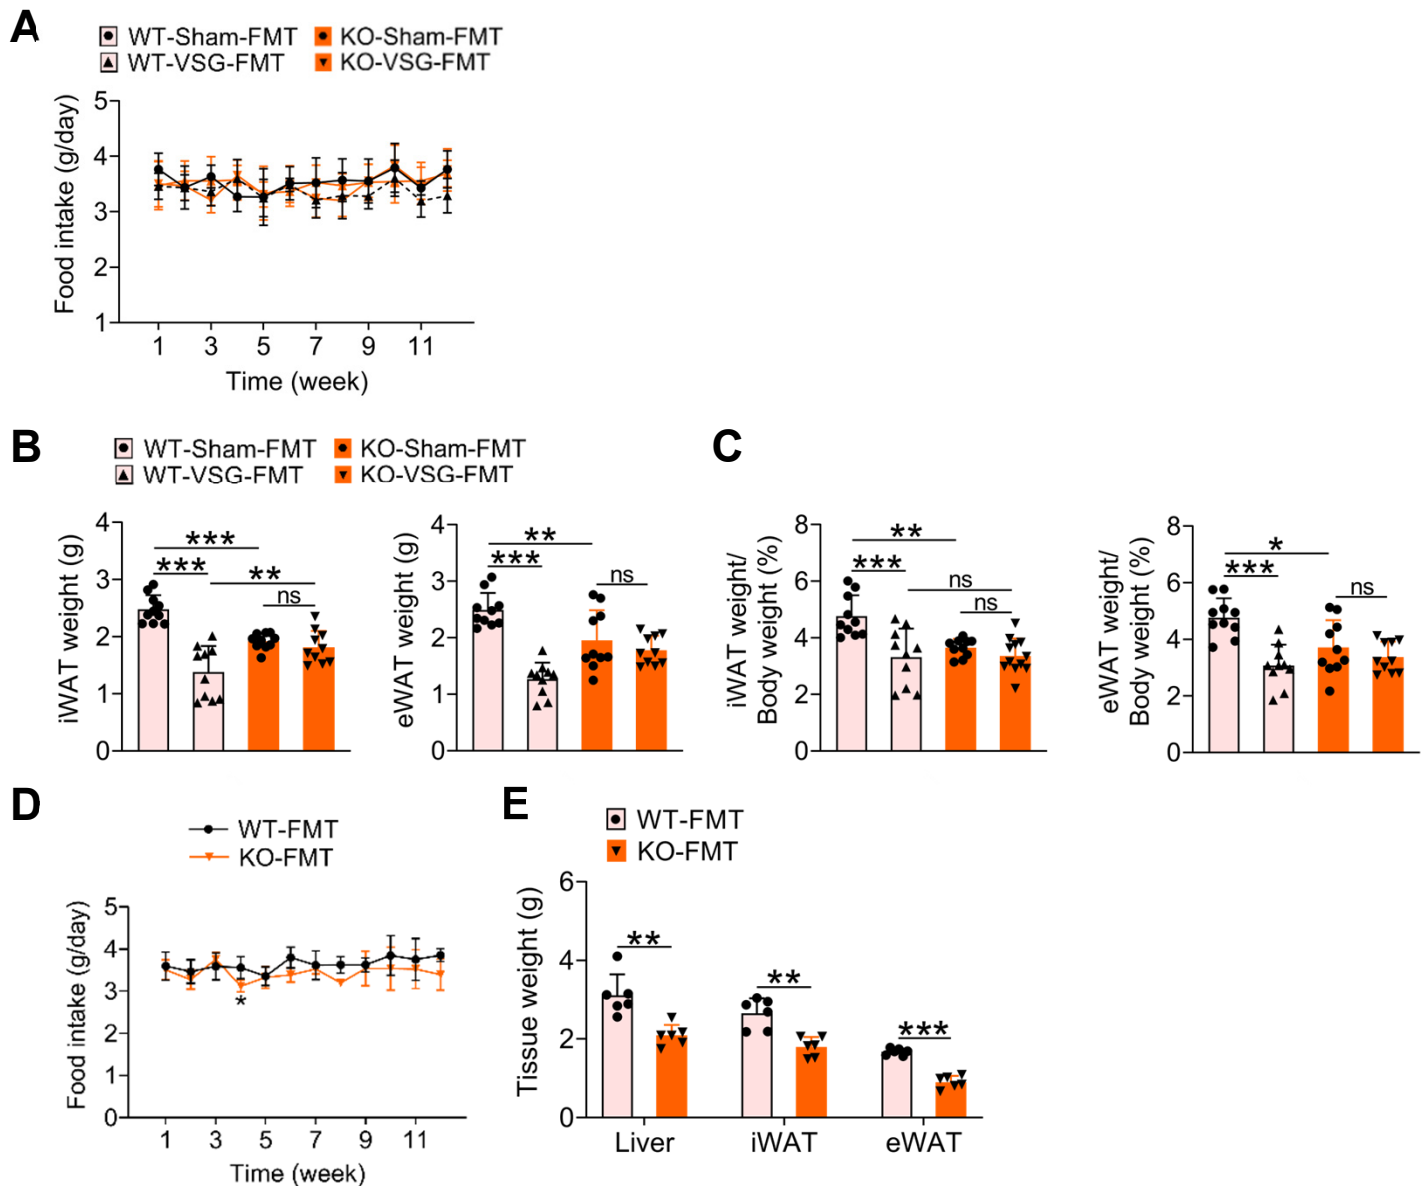 A
WT-Sham-FMT KO-Sham-FMT
WT-VSG-FMT KO-VSG-FMT
Food intake (g/day)
5
4
3
2
1
1 3 5 7 9 11
Time (week)
B
WT-Sham-FMT KO-Sham-FMT
WT-VSG-FMT KO-VSG-FMT
iWAT weight (g)
4
3
2
1
0
***
***
**
ns
eWAT weight (g)
4
3
2
1
0
**
***
ns
C
iWAT weight/
Body weight (%)
8
6
4
2
0
**
***
ns
ns
eWAT weight/
Body weight (%)
8
6
4
2
0
*
***
ns
D
WT-FMT
KO-FMT
Food intake (g/day)
5
4
3
2
1
0
*
1 3 5 7 9 11
Time (week)
E
WT-FMT
KO-FMT
Tissue weight (g)
6
4
2
0
**
**
***
Liver iWAT eWAT